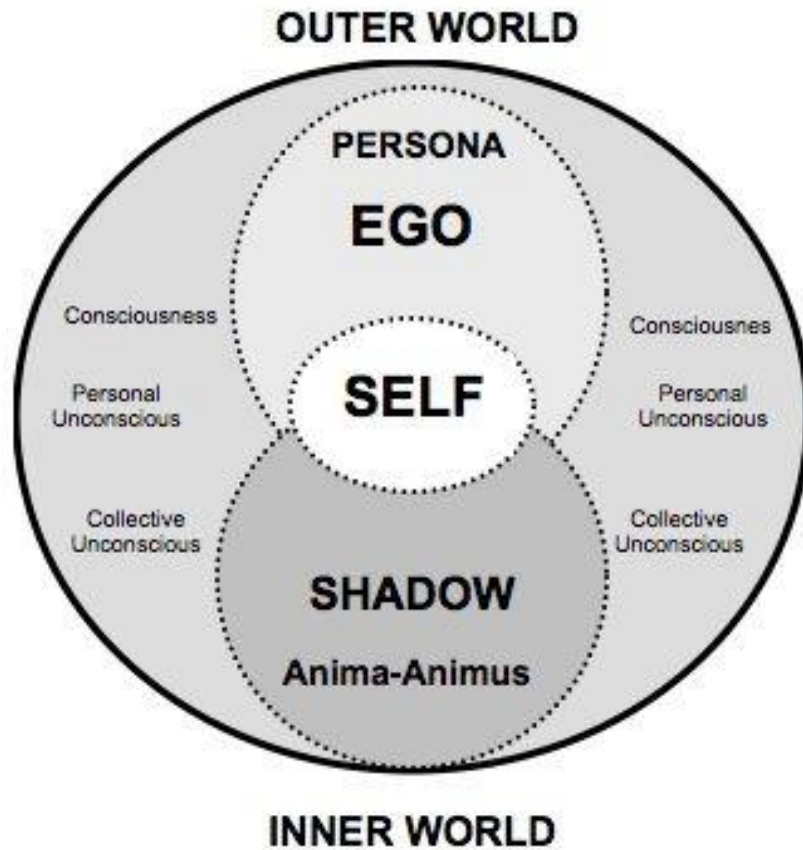 OUTER WORLD
PERSONA
EGO
Consciousness
Consciousnes
SELF
Personal
Unconscious
Personal
Unconscious
Collective
Unconscious
Collective
Unconscious
SHADOW
Anima-Animus
INNER WORLD